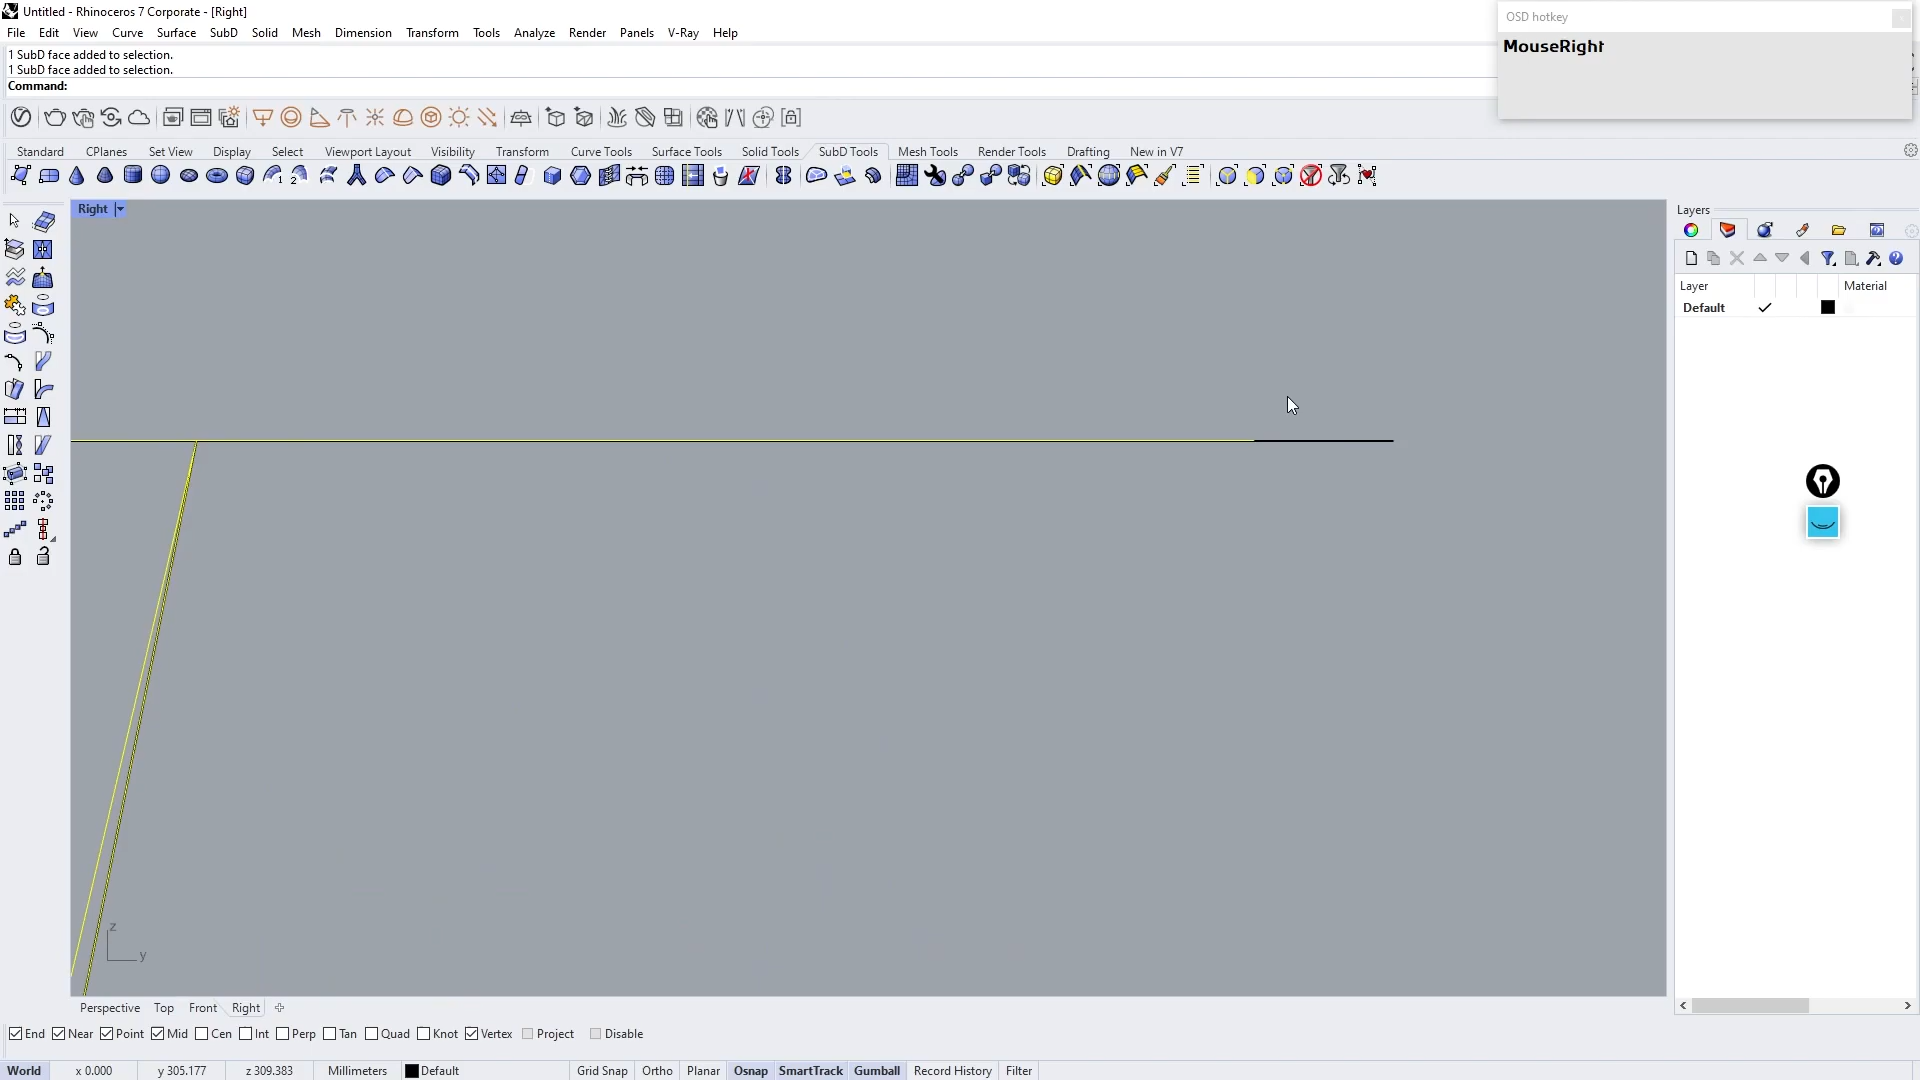 Untitled - Rhinoceros 7 Corporate - [Right]
File Edit View Curve Surface SubD Solid Mesh Dimension Transform Tools Analyze Render Panels V-Ray Help
1 SubD face added to selection.
1 SubD face added to selection.
Command:
OSD hotkey
MouseRight
Standard CPlanes Set View Display Select Viewport Layout Visibility Transform Curve Tools Surface Tools Solid Tools SubD Tools Mesh Tools Render Tools Drafting New in V7
Right
Layers
Layer Material
Default
z
y
Perspective Top Front Right
End Near Point Mid Cen Int Perp Tan Quad Knot Vertex Project Disable
World x 0.000 y 305.177 z 309.383 Millimeters Default Grid Snap Ortho Planar Osnap SmartTrack Gumball Record History Filter